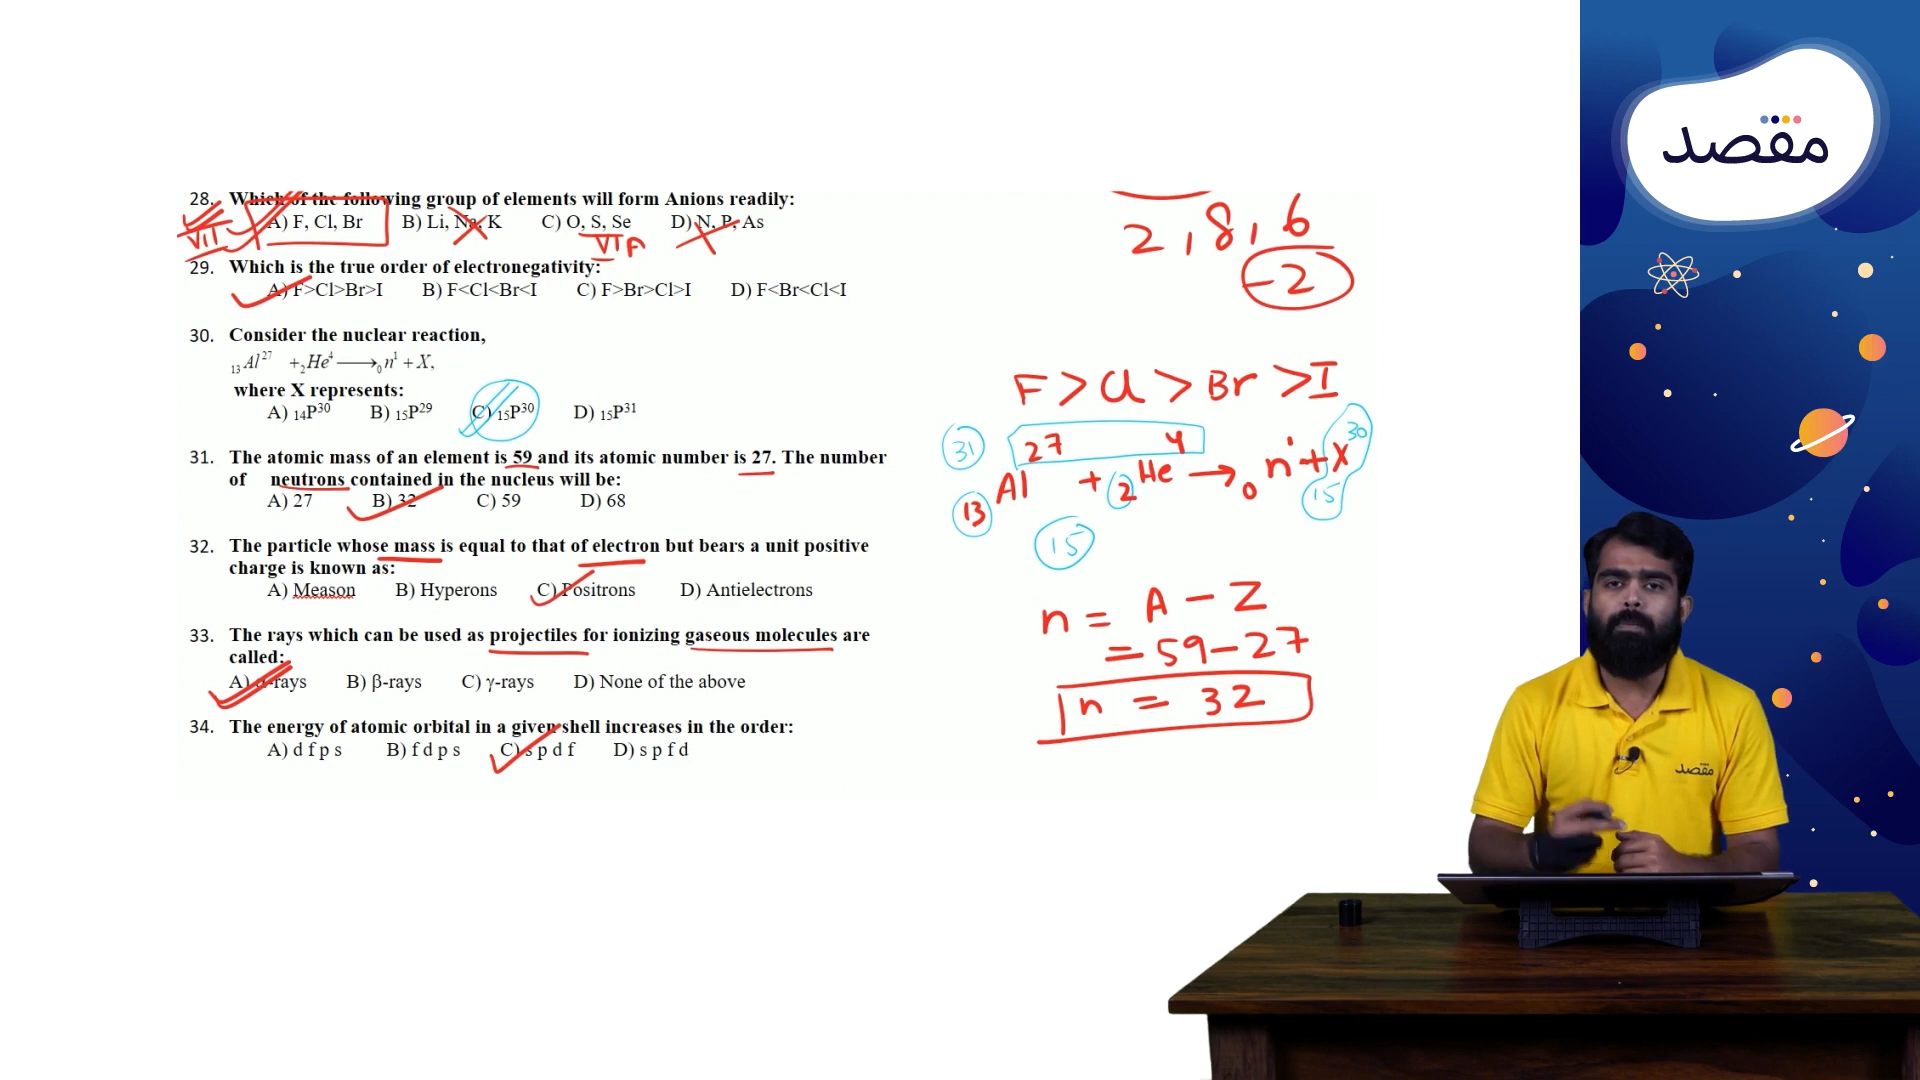 28. Which of the following group of elements will form Anions readily:
A) F, Cl, Br B) Li, Na, K C) O, S, Se D) N, P, As
VII
VI A
29. Which is the true order of electronegativity:
A) F>Cl>Br>I B) F<Cl<Br<I C) F>Br>Cl>I D) F<Br<Cl<I
30. Consider the nuclear reaction,
₁₃Al²⁷ +₂He⁴ ⟶ ₀n¹ + X,
where X represents:
A) ₁₄P³⁰ B) ₁₅P²⁹ C) ₁₅P³⁰ D) ₁₅P³¹
31. The atomic mass of an element is 59 and its atomic number is 27. The number
of neutrons contained in the nucleus will be:
A) 27 B) 32 C) 59 D) 68
32. The particle whose mass is equal to that of electron but bears a unit positive
charge is known as:
A) Meason B) Hyperons C) Positrons D) Antielectrons
33. The rays which can be used as projectiles for ionizing gaseous molecules are
called:
A) α-rays B) β-rays C) γ-rays D) None of the above
34. The energy of atomic orbital in a given shell increases in the order:
A) d f p s B) f d p s C) s p d f D) s p f d
2, 8, 6
-2
F > Cl > Br > I
31 27 4 30
Al + 2 He → 0 n¹ + X
13 15
15
n = A - Z
= 59 - 27
n = 32
مقصد
مقصد